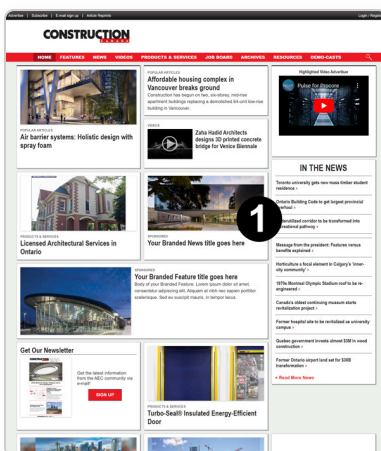 Advertise | Subscribe | E-mail sign up | Article Reprints
Login / Register
CONSTRUCTION
CANADA
HOME FEATURES NEWS VIDEOS PRODUCTS & SERVICES JOB BOARD ARCHIVES RESOURCES DEMO-CASTS
POPULAR ARTICLES
Air barrier systems: Holistic design with
spray foam
POPULAR ARTICLES
Affordable housing complex in
Vancouver breaks ground
Construction has begun on two, six-storey, mid-rise
apartment buildings replacing a demolished 64-unit low-rise
building in Vancouver.
VIDEOS
Zaha Hadid Architects
designs 3D printed concrete
bridge for Venice Biennale
Highlighted Video Advertiser
Pulse for Equcore
PRODUCTS & SERVICES
Licensed Architectural Services in
Ontario
SPONSORED
Your Branded News title goes here
1
SPONSORED
Your Branded Feature title goes here
Body of your Branded Feature. Lorem ipsum dolor sit amet,
consectetur adipiscing elit. Aliquam at nibh nec sapien porttitor
scelerisque. Sed eu suscipit mauris, in tempor lacus.
IN THE NEWS
Toronto university gets new mass timber student
residence »
Ontario Building Code to get largest provincial
overhaul »
corridor to be transformed into
recreational pathway »
Message from the president: Features versus
benefits explained »
Horticulture a focal element in Calgary's 'inner-
city community' »
1970s Montreal Olympic Stadium roof to be re-
engineered »
Canada's oldest continuing museum starts
revitalization project »
Former hospital site to be revitalized as university
campus »
Quebec government invests almost $3M in wood
construction »
Former Ontario airport land set for $30B
transformation »
+ Read More News
Get Our Newsletter
Get the latest information
from the AEC community via
e-mail!
SIGN UP
PRODUCTS & SERVICES
Turbo-Seal® Insulated Energy-Efficient
Door